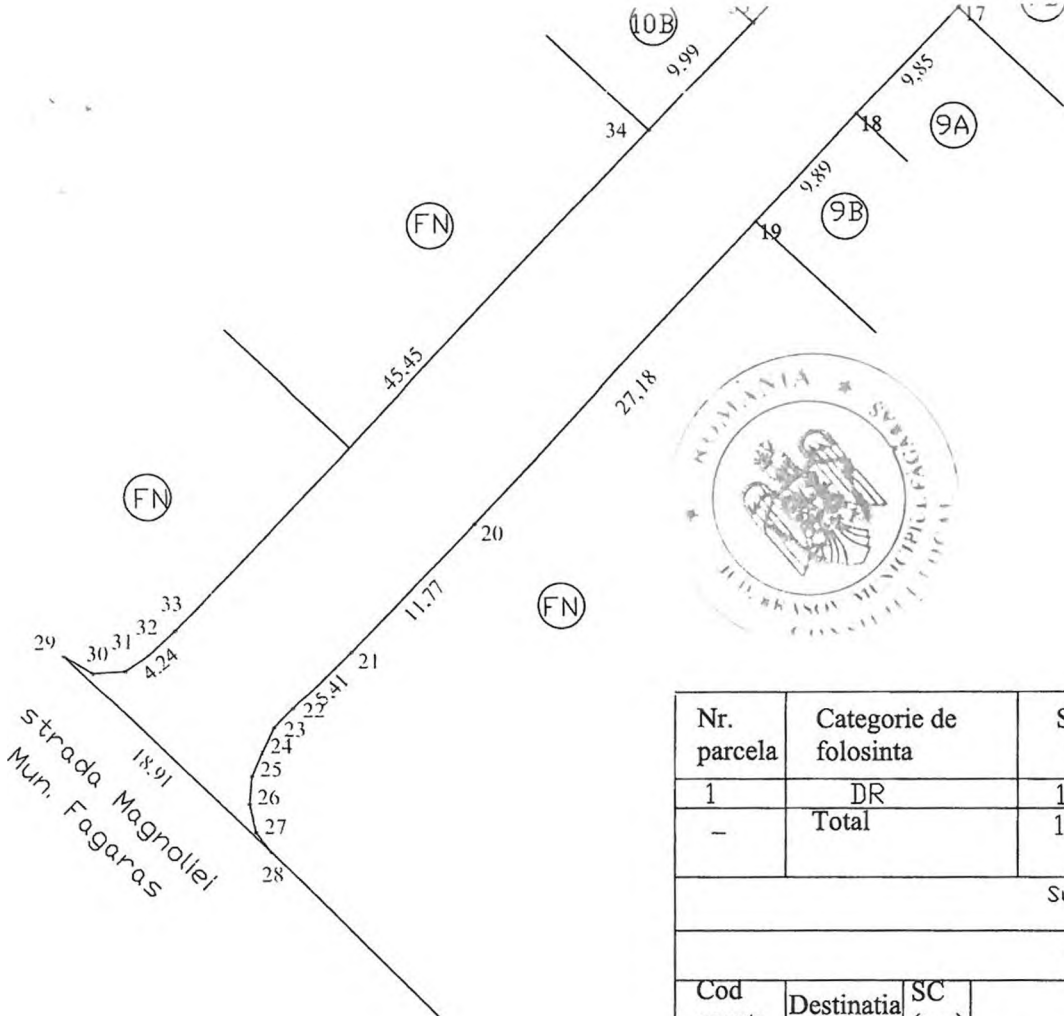 10B
9.99
34
17
9,85
18
9A
9.89
9B
19
FN
45,45
27,18
ROMÂNIA
FN
20
11.77
FN
33
32
31
30
29
4.24
21
5.41
22
23
24
25
26
27
28
18.91
strada Magnoliei
Mun. Fagaras
Nr. parcela
Categorie de folosinta
1
DR
1
–
Total
1
Cod
Destinatia
SC